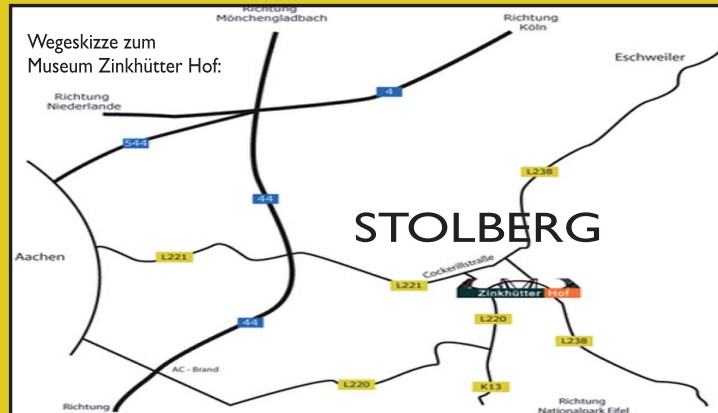 Richtung
Mönchengladbach
Richtung
Köln
Wegeskizze zum
Museum Zinkhütter Hof:
Eschweiler
Richtung
Niederlande
4
544
L238
44
STOLBERG
Aachen
L221
Cockerillstraße
L221
Zinkhütter Hof
44
L220
L238
AC - Brand
L220
K13
Richtung
Richtung
Nationalpark Eifel